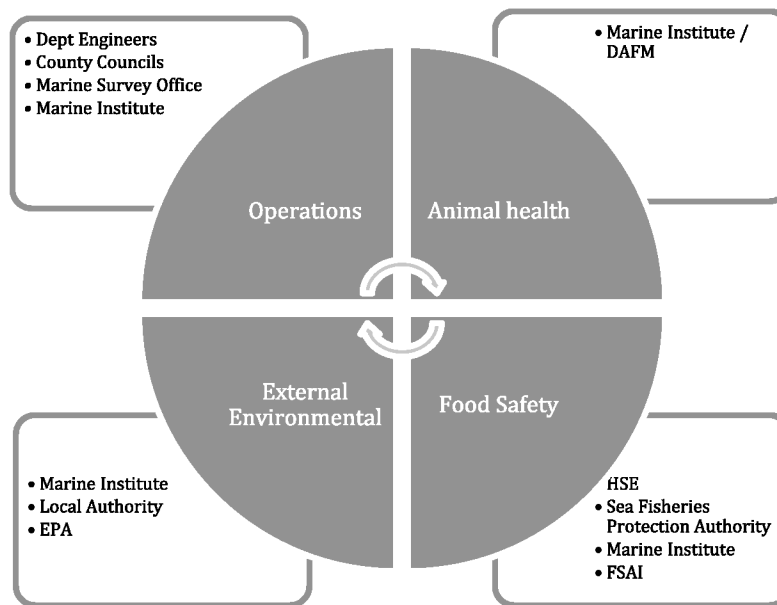 • Dept Engineers
• County Councils
• Marine Survey Office
• Marine Institute
• Marine Institute /
DAFM
Operations
Animal health
External
Environmental
Food Safety
• Marine Institute
• Local Authority
• EPA
HSE
• Sea Fisheries
Protection Authority
• Marine Institute
• FSAI